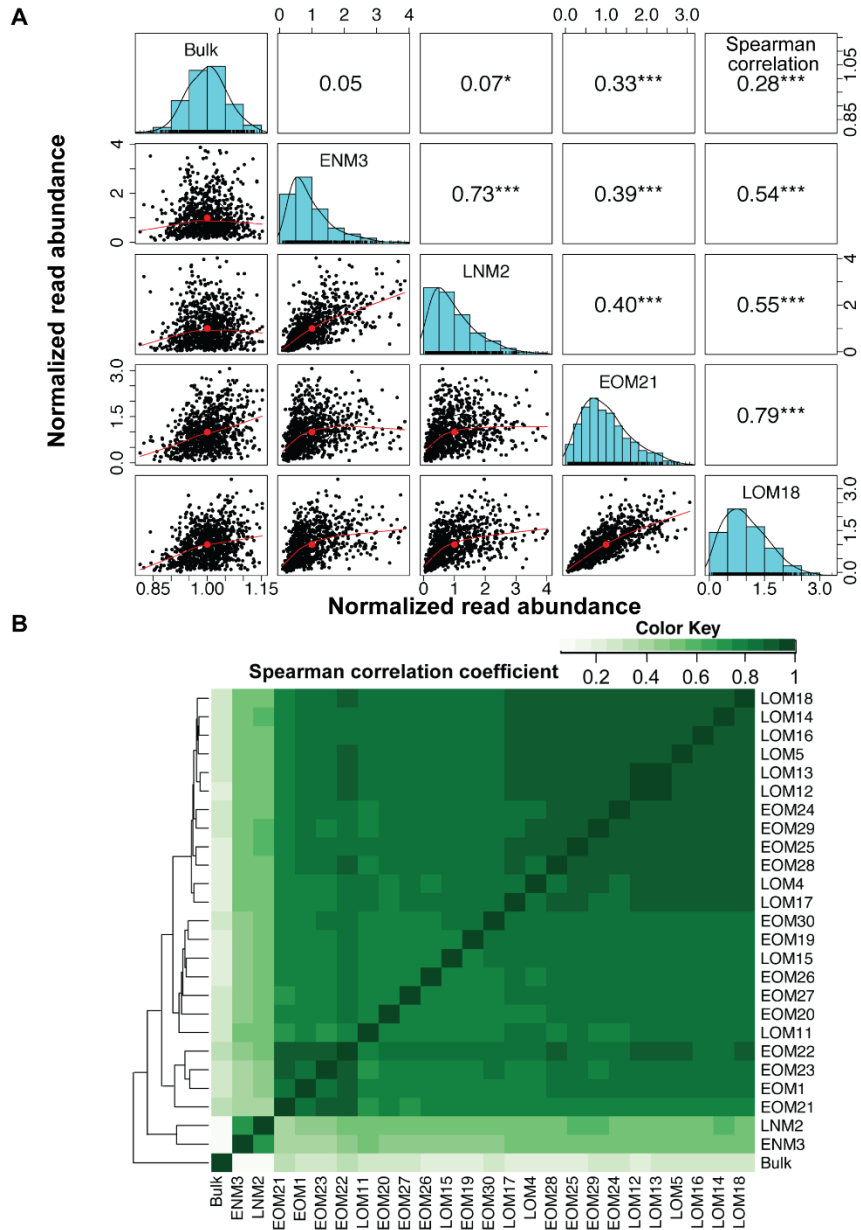 A
0 1 2 3 4
0.0 1.0 2.0 3.0
Bulk
0.05
0.07*
0.33***
Spearman
correlation
0.28***
0.85 1.05
Normalized read abundance
0 2 4
ENM3
0.73***
0.39***
0.54***
LNM2
0.40***
0.55***
0 2 4
0.0 1.5 3.0
EOM21
0.79***
LOM18
0.0 1.5 3.0
0.85 1.00 1.15
0 1 2 3 4
0.0 1.5 3.0
Normalized read abundance
B
Color Key
Spearman correlation coefficient
0.2 0.4 0.6 0.8 1
LOM18
LOM14
LOM16
LOM5
LOM13
LOM12
EOM24
EOM29
EOM25
EOM28
LOM4
LOM17
EOM30
EOM19
LOM15
EOM26
EOM27
EOM20
LOM11
EOM22
EOM23
EOM1
EOM21
LNM2
ENM3
Bulk
Bulk ENM3 LNM2 EOM21 EOM1 EOM23 EOM22 LOM11 EOM20 EOM27 EOM26 LOM15 EOM19 EOM30 LOM17 LOM4 EOM28 EOM25 EOM29 EOM24 LOM12 LOM13 LOM5 LOM16 LOM14 LOM18